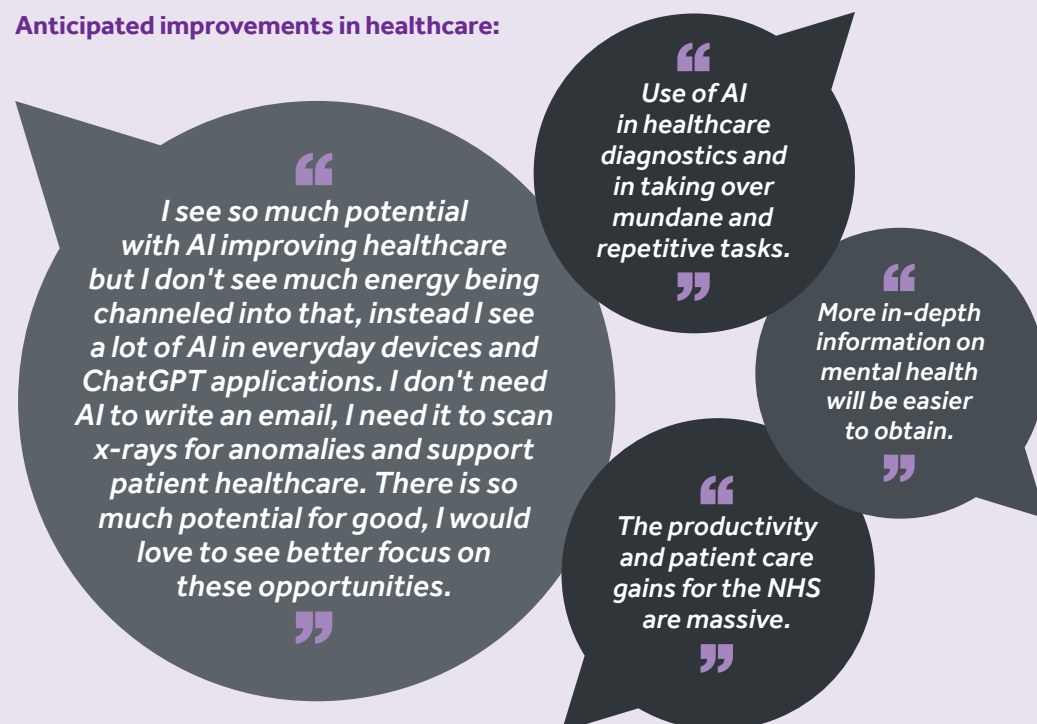 Anticipated improvements in healthcare:
“
I see so much potential
with AI improving healthcare
but I don't see much energy being
channeled into that, instead I see
a lot of AI in everyday devices and
ChatGPT applications. I don't need
AI to write an email, I need it to scan
x-rays for anomalies and support
patient healthcare. There is so
much potential for good, I would
love to see better focus on
these opportunities.
”
“
Use of AI
in healthcare
diagnostics and
in taking over
mundane and
repetitive tasks.
”
“
More in-depth
information on
mental health
will be easier
to obtain.
”
“
The productivity
and patient care
gains for the NHS
are massive.
”